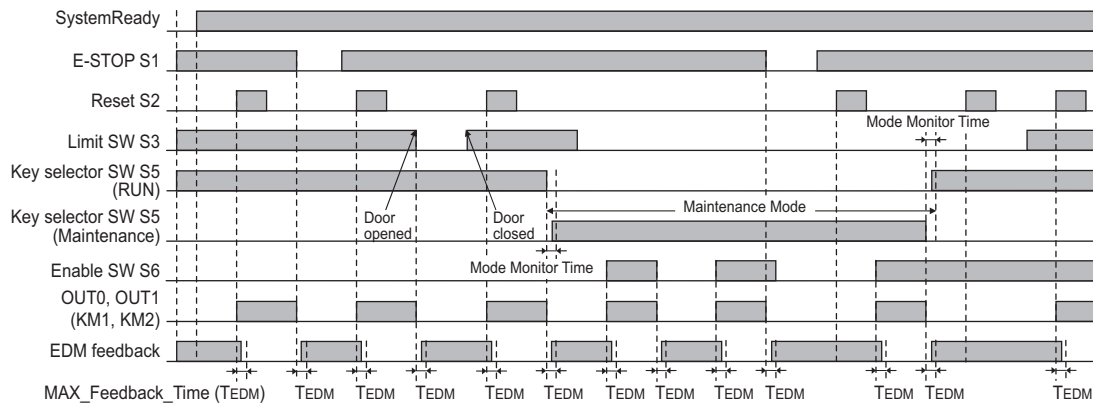 SystemReady
E-STOP S1
Reset S2
Limit SW S3
Mode Monitor Time
Key selector SW S5
(RUN)
Door
opened
Door
closed
Maintenance Mode
Key selector SW S5
(Maintenance)
Mode Monitor Time
Enable SW S6
OUT0, OUT1
(KM1, KM2)
EDM feedback
MAX_Feedback_Time (TEDM) TEDM TEDM TEDM TEDM TEDM TEDM TEDM TEDM TEDM TEDM TEDM TEDM